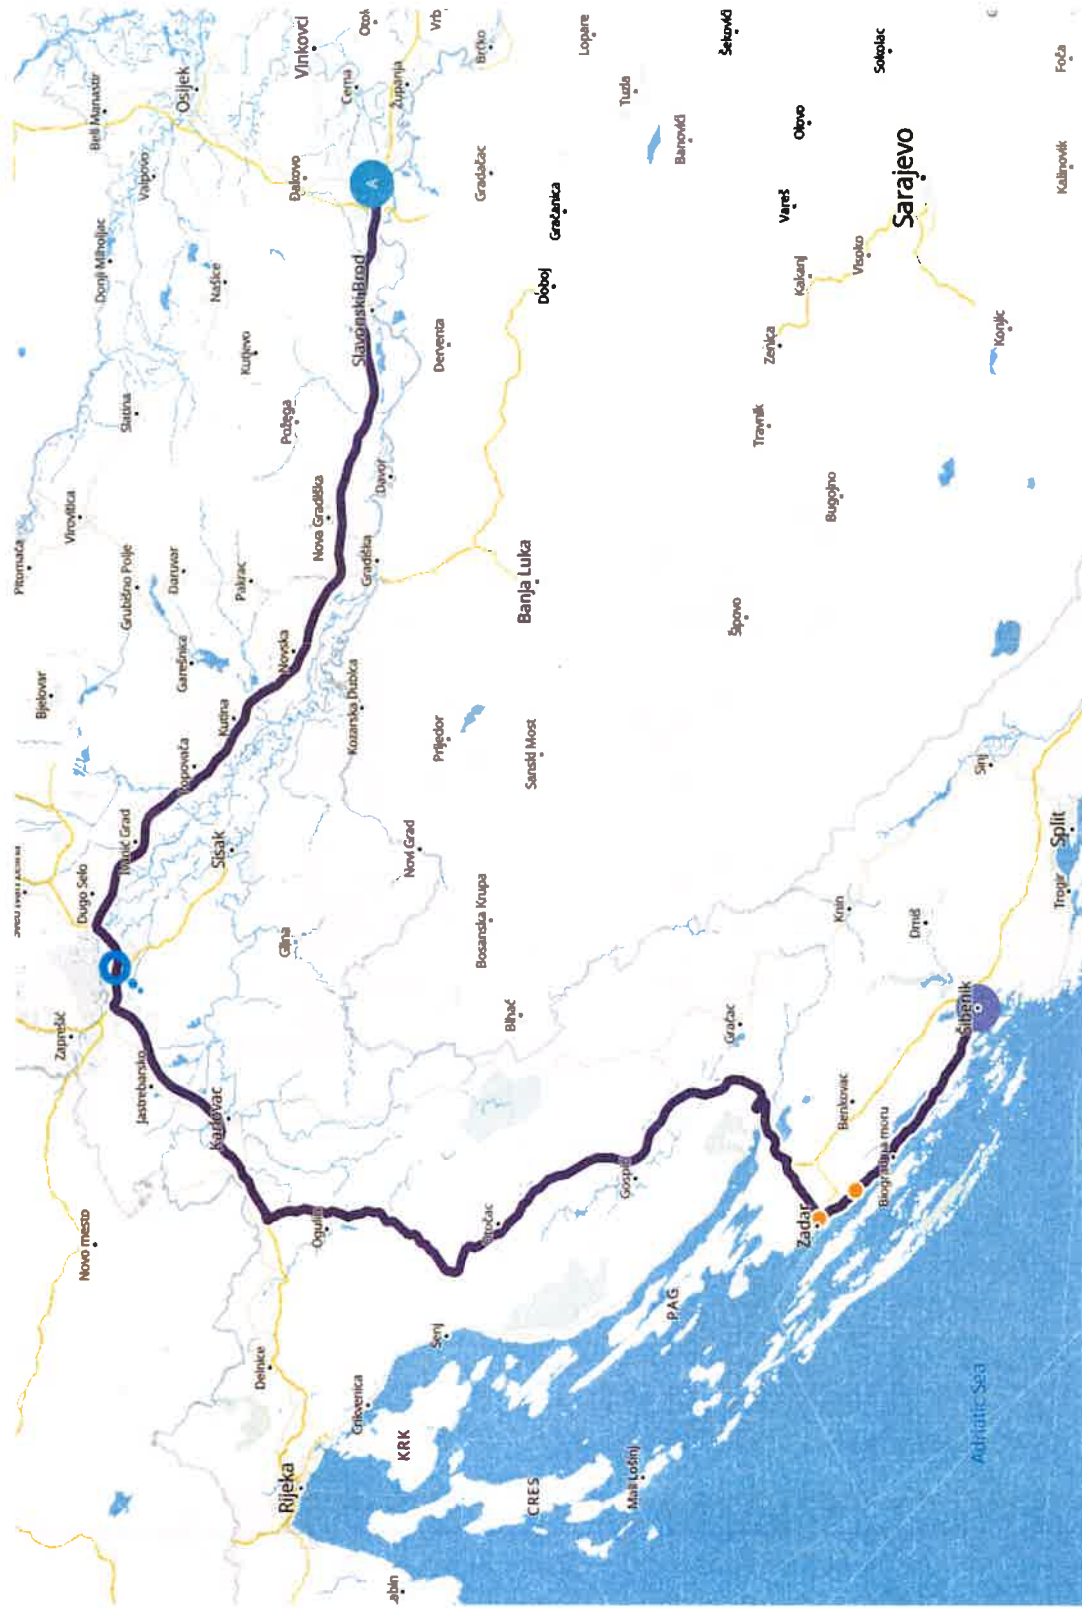 Pitomača
Virovitica
Slatina
Donji Miholjac
Beli Manastir
Valpovo
Osijek
Bjelovar
Grubišno Polje
Daruvar
Garešnica
Pakrac
Kutjevo
Našice
Đakovo
Vinkovci
Otok
Vrb
Cerna
Županja
Brčko
A
Požega
Slavonski Brod
Nova Gradiška
Davor
Gradiška
Novska
Kutina
Popovača
Ivanić Grad
Dugo Selo
Sisak
Zaprešić
Jastrebarsko
Karlovac
Novo mesto
Glina
Kozarska Dubica
Novi Grad
Prijedor
Sanski Most
Bosanska Krupa
Bihać
Banja Luka
Derventa
Doboj
Gradačac
Gračanica
Lopare
Tuzla
Banovići
Šekovići
Olovo
Sokolac
Vareš
Kakanj
Visoko
Sarajevo
Foča
Kalinovik
Konjic
Zenica
Travnik
Bugojno
Šipovo
Ogulin
Delnice
Rijeka
Crikvenica
KRK
Senj
Otočac
CRES
Mali Lošinj
PAG
Gospić
Gračac
Zadar
Benkovac
Biograd na moru
Knin
Drniš
Šibenik
Sinj
Split
Trogir
Adriatic Sea
abin